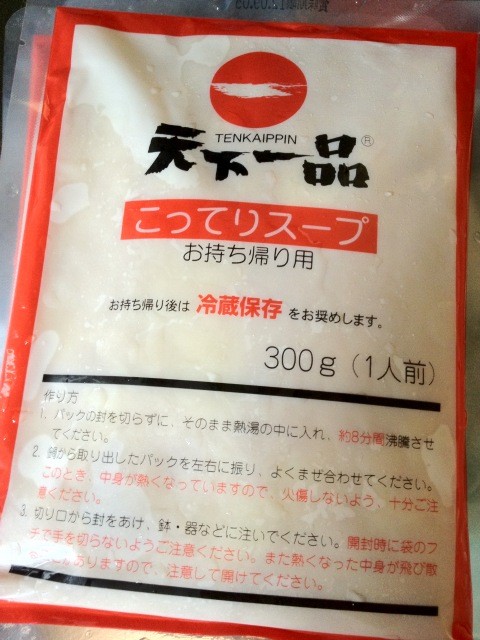 TENKAIPPIN
天下一品®
こってりスープ
お持ち帰り用
お持ち帰り後は 冷蔵保存 をお奨めします。
300g（1人前）
作り方
1. パックの封を切らずに、そのまま熱湯の中に入れ、約8分間沸騰させ
てください。
2. 鍋から取り出したパックを左右に振り、よくまぜ合わせてください。
このとき、中身が熱くなっていますので、火傷しないよう、十分ご注
意ください。
3. 切り口から封をあけ、鉢・器などに注いでください。開封時に袋のフ
チで手を切らないようご注意ください。また熱くなった中身が飛び散
ありますので、注意して開けてください。